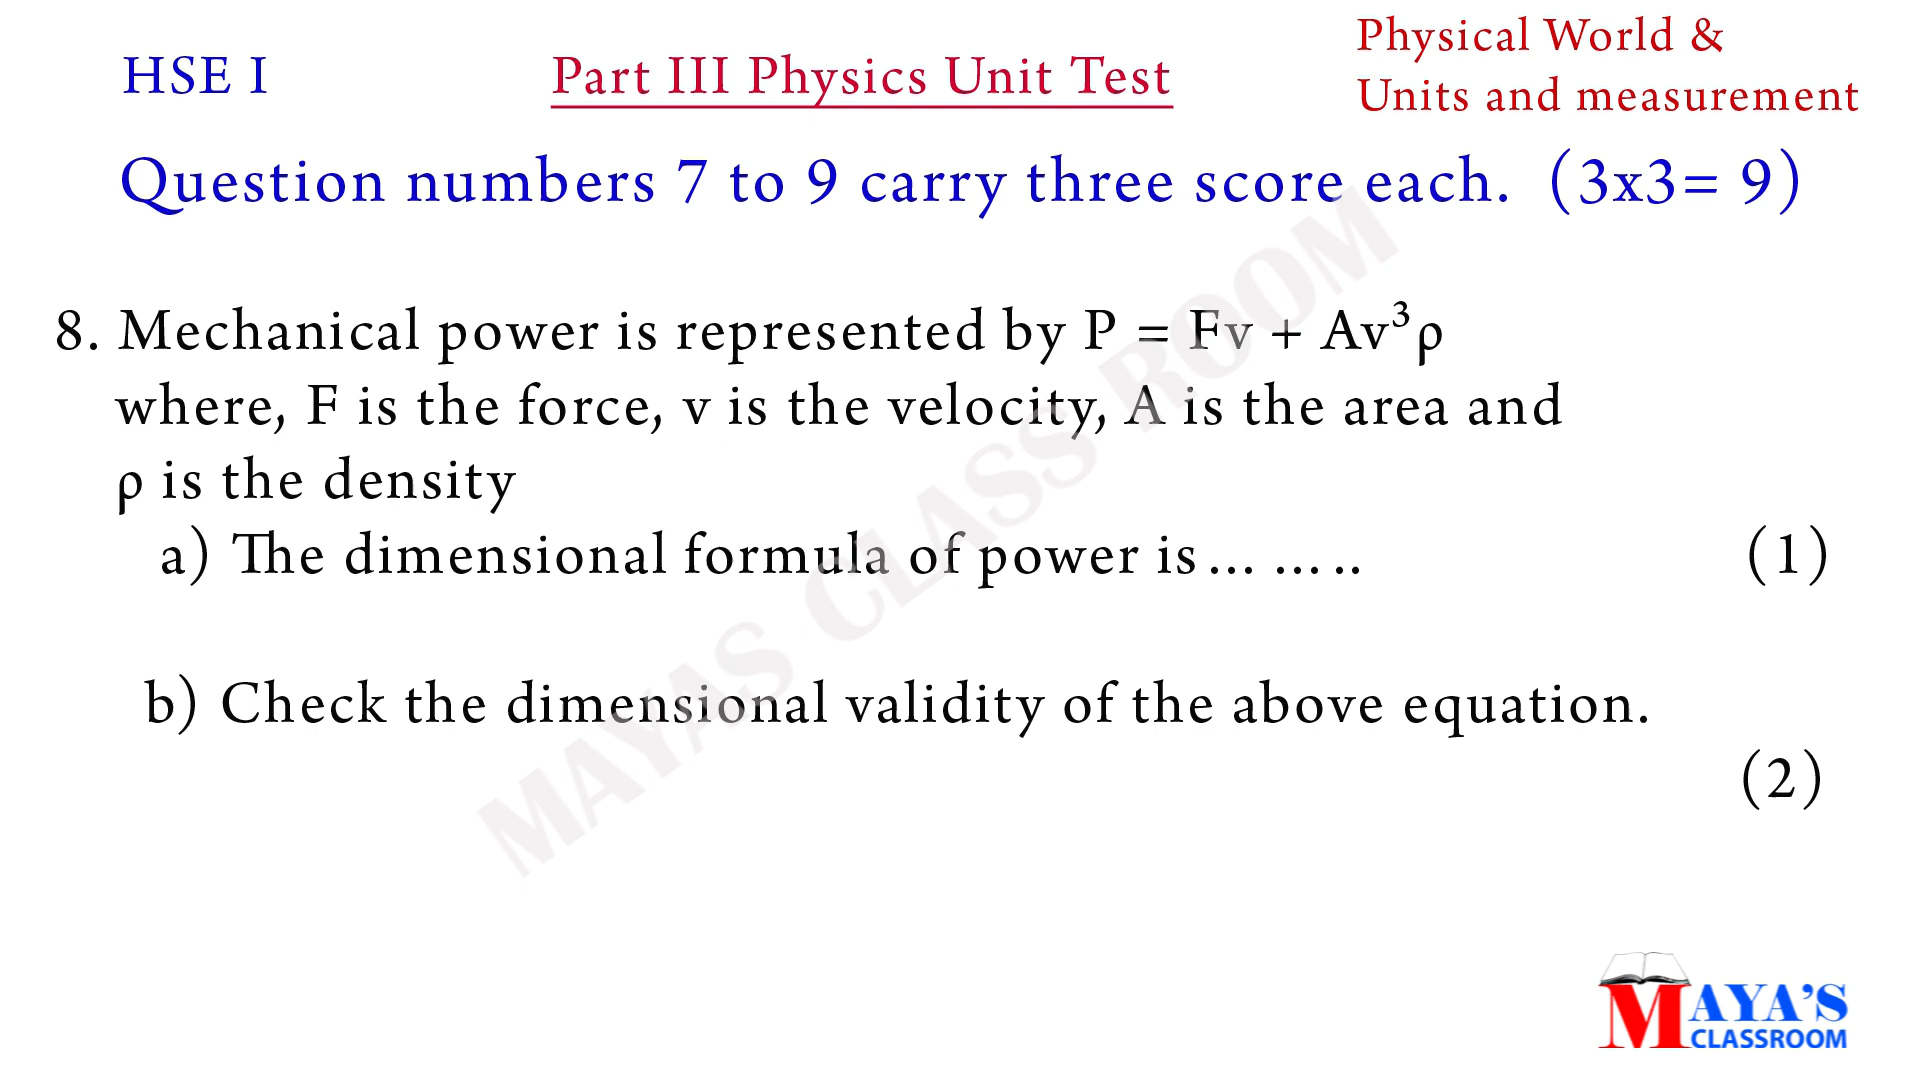 HSE I
Part III Physics Unit Test
Physical World &
Units and measurement
Question numbers 7 to 9 carry three score each. (3x3= 9)
8. Mechanical power is represented by P = Fv + Av³ρ
where, F is the force, v is the velocity, A is the area and
ρ is the density
a) The dimensional formula of power is ... ... .. (1)
b) Check the dimensional validity of the above equation.
(2)
MAYAS CLASS ROOM
MAYA'S
CLASSROOM